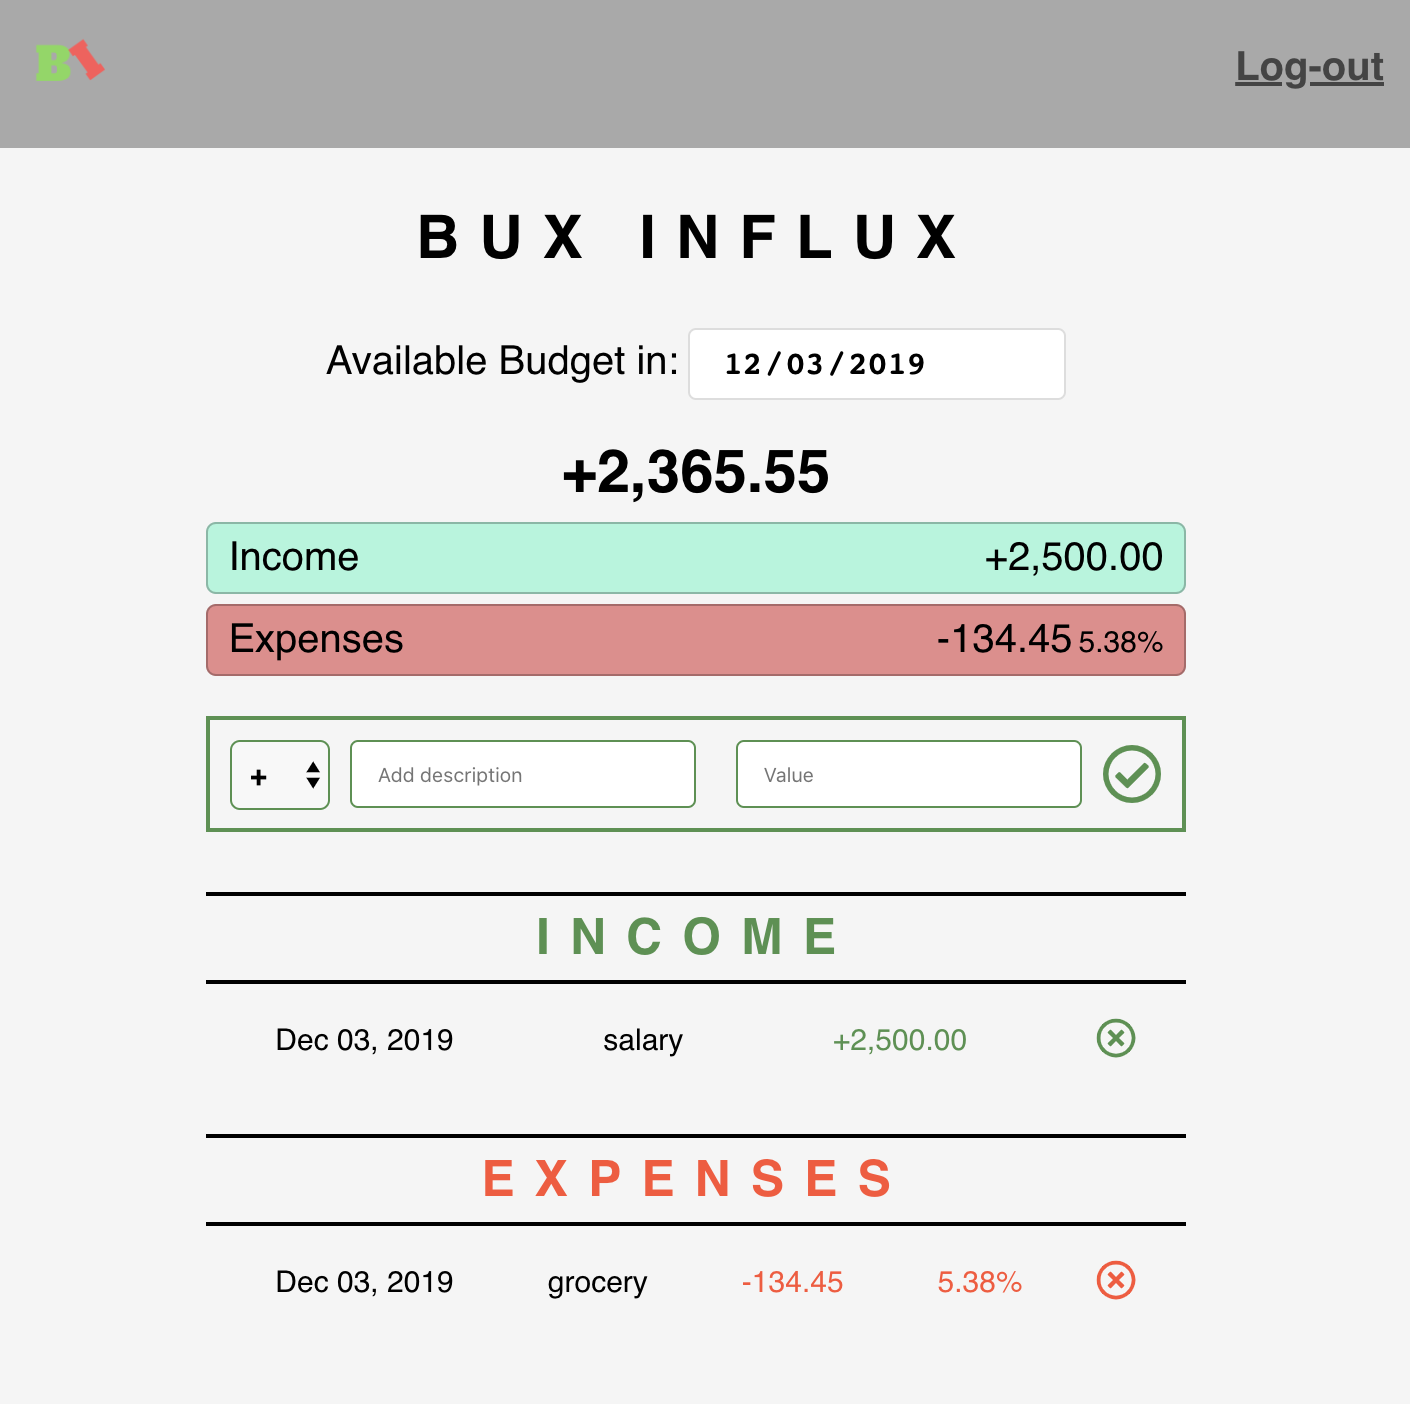 BI
Log-out
BUX INFLUX
Available Budget in: 12/03/2019
+2,365.55
Income +2,500.00
Expenses -134.45 5.38%
+ Add description Value
INCOME
Dec 03, 2019 salary +2,500.00
EXPENSES
Dec 03, 2019 grocery -134.45 5.38%